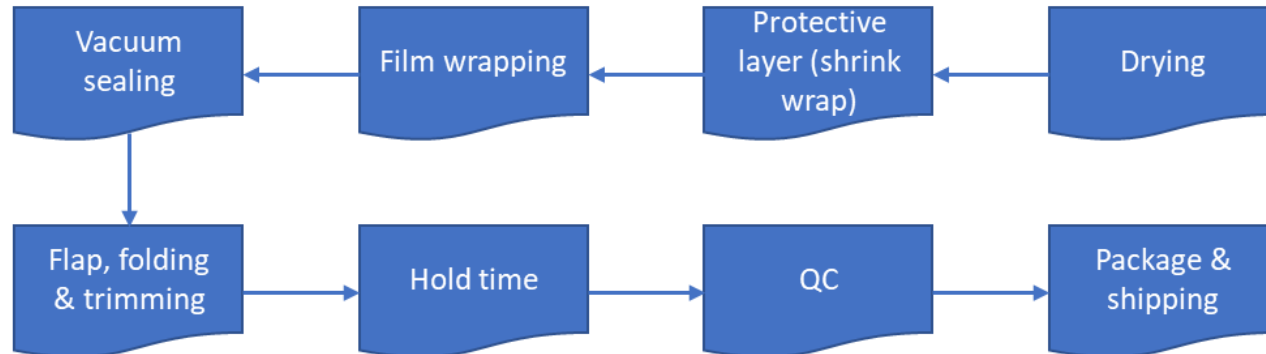 Vacuum
sealing
Film wrapping
Protective
layer (shrink
wrap)
Drying
Flap, folding
& trimming
Hold time
QC
Package &
shipping